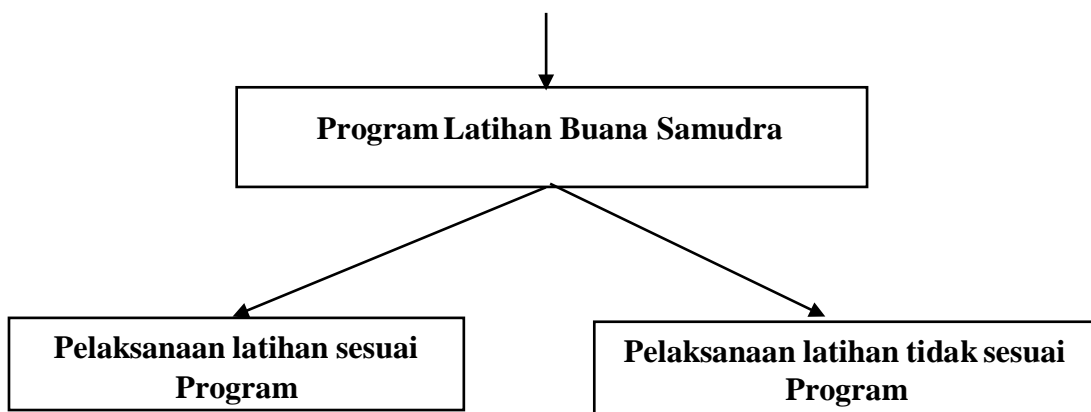 Program Latihan Buana Samudra
Pelaksanaan latihan sesuai
Program
Pelaksanaan latihan tidak sesuai
Program